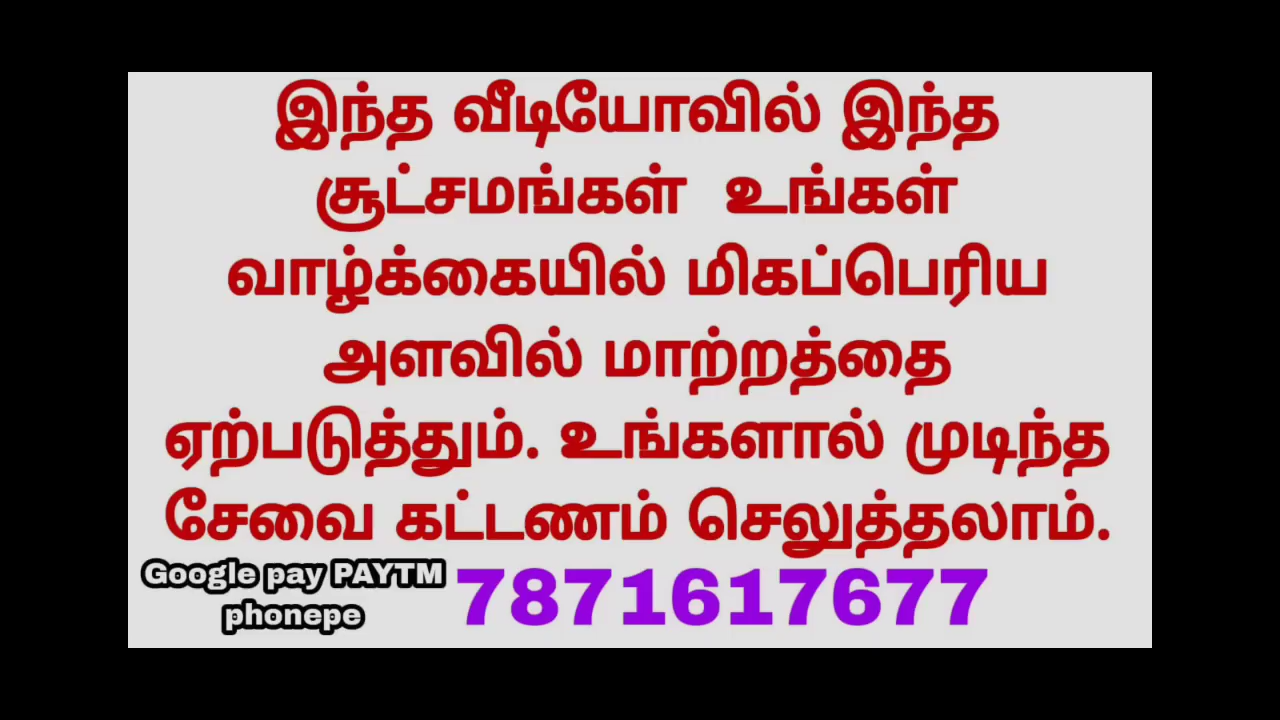 இந்த வீடியோவில் இந்த
சூட்சமங்கள் உங்கள்
வாழ்க்கையில் மிகப்பெரிய
அளவில் மாற்றத்தை
ஏற்படுத்தும். உங்களால் முடிந்த
சேவை கட்டணம் செலுத்தலாம்.
Google pay PAYTM
phonepe
7871617677